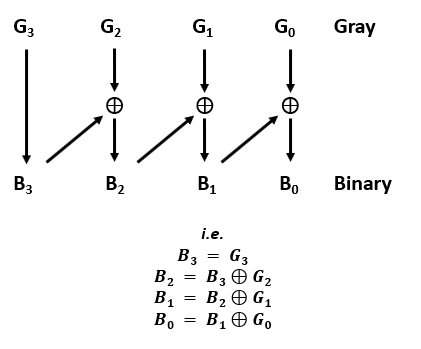 G₃ G₂ G₁ G₀ Gray
⊕ ⊕ ⊕
B₃ B₂ B₁ B₀ Binary
i.e.
B₃ = G₃
B₂ = B₃ ⊕ G₂
B₁ = B₂ ⊕ G₁
B₀ = B₁ ⊕ G₀